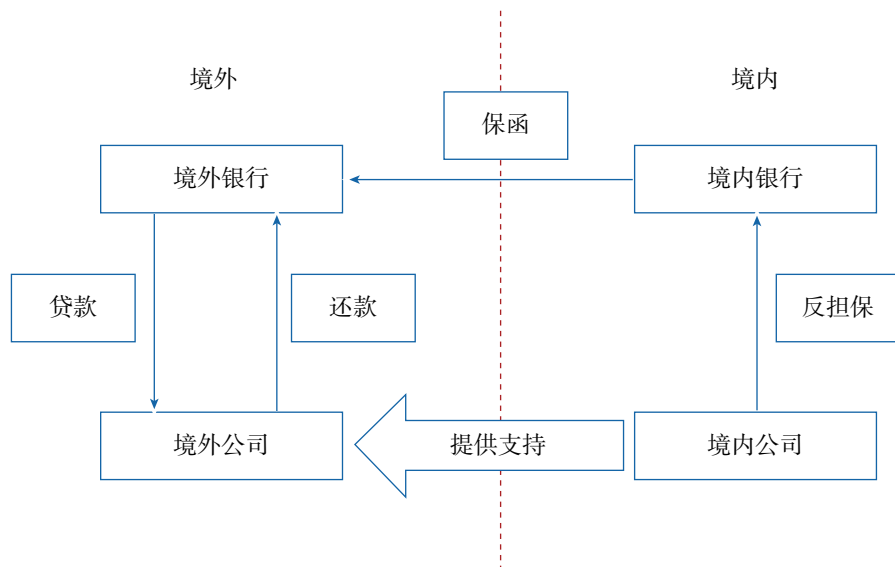 境外
境内
保函
境外银行
境内银行
贷款
还款
反担保
境外公司
提供支持
境内公司